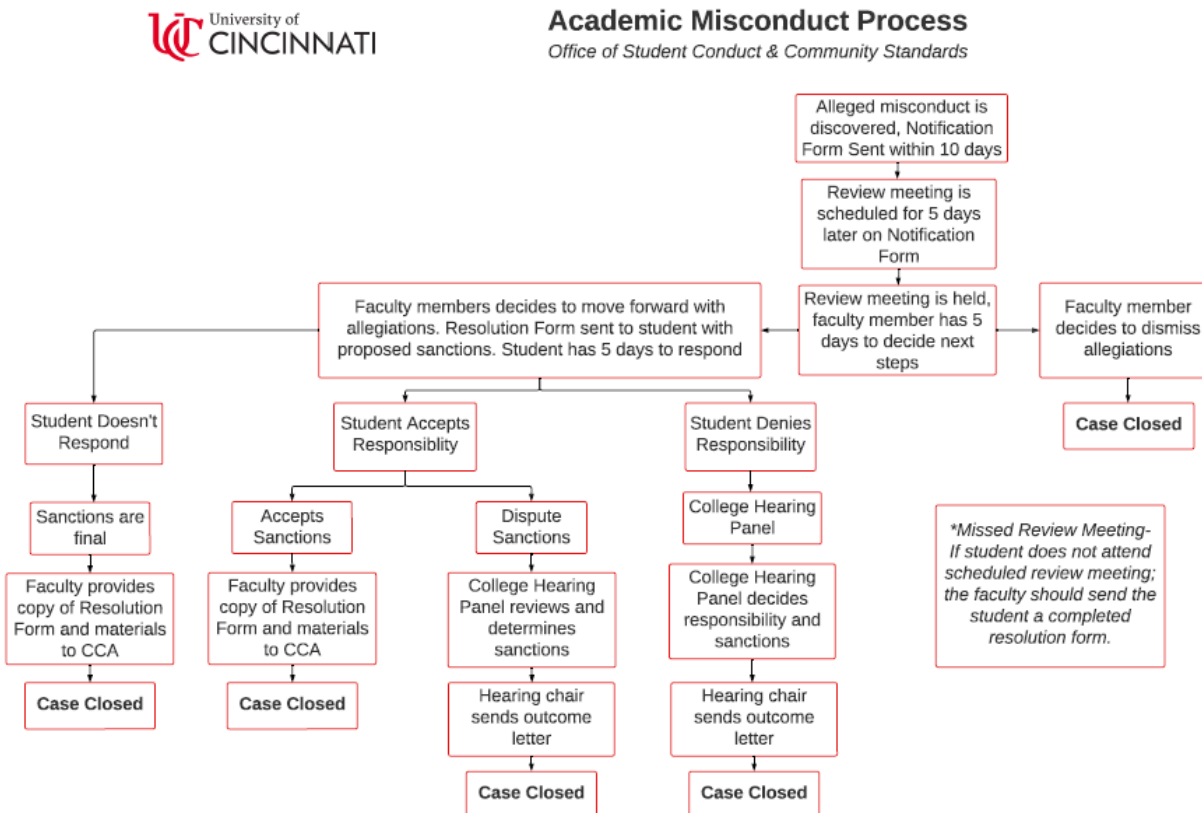 University of
CINCINNATI
Academic Misconduct Process
Office of Student Conduct & Community Standards
Alleged misconduct is
discovered, Notification
Form Sent within 10 days
Review meeting is
scheduled for 5 days
later on Notification
Form
Faculty members decides to move forward with
allegiations. Resolution Form sent to student with
proposed sanctions. Student has 5 days to respond
Review meeting is held,
faculty member has 5
days to decide next
steps
Faculty member
decides to dismiss
allegiations
Case Closed
Student Doesn't
Respond
Sanctions are
final
Faculty provides
copy of Resolution
Form and materials
to CCA
Case Closed
Student Accepts
Responsiblity
Accepts
Sanctions
Faculty provides
copy of Resolution
Form and materials
to CCA
Case Closed
Dispute
Sanctions
College Hearing
Panel reviews and
determines
sanctions
Hearing chair
sends outcome
letter
Case Closed
Student Denies
Responsibility
College Hearing
Panel
College Hearing
Panel decides
responsibility and
sanctions
Hearing chair
sends outcome
letter
Case Closed
*Missed Review Meeting-
If student does not attend
scheduled review meeting;
the faculty should send the
student a completed
resolution form.